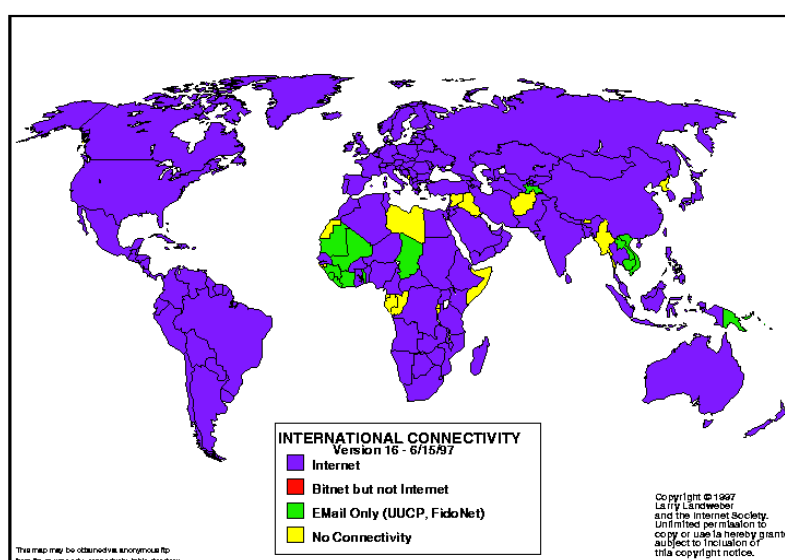 INTERNATIONAL CONNECTIVITY
Version 16 - 6/15/97
Internet
Bitnet but not Internet
EMail Only (UUCP, FidoNet)
No Connectivity
Copyright © 1997
Larry Landweber
and the Internet Society.
Unlimited permission to
copy or use is hereby grante
subject to inclusion of
this copyright notice.
This map may be obtained via anonymous ftp